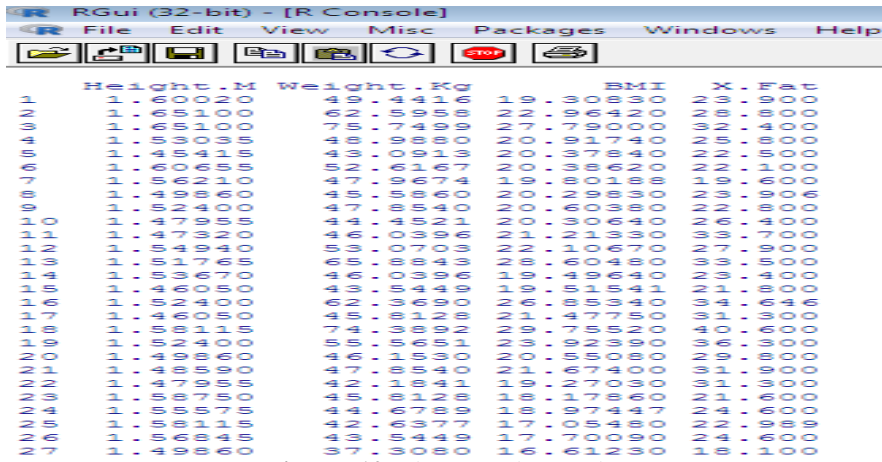 RGui (32-bit) - [R Console]
File Edit View Misc Packages Windows Help
STOP
Height.M Weight.Kg BMI X.Fat
1 1.60020 49.4416 19.30830 23.900
2 1.65100 62.5958 22.96420 28.800
3 1.65100 75.7499 27.79000 32.400
4 1.53035 48.9880 20.91740 25.800
5 1.45415 43.0913 20.37840 22.500
6 1.60655 52.6167 20.38620 22.100
7 1.56210 47.9674 19.80188 19.600
8 1.49860 45.5860 20.29830 23.906
9 1.52400 47.8540 20.60380 22.800
10 1.47955 44.4521 20.30640 26.400
11 1.47320 46.0396 21.21330 33.700
12 1.54940 53.0703 22.10670 27.900
13 1.51765 65.8843 28.60480 33.500
14 1.53670 46.0396 19.49640 23.400
15 1.46050 43.5449 19.51541 21.800
16 1.52400 62.3690 26.85340 34.646
17 1.46050 45.8128 21.47750 31.300
18 1.58115 74.3892 29.75520 40.600
19 1.52400 55.5651 23.92390 36.300
20 1.49860 46.1530 20.55080 29.800
21 1.48590 47.8540 21.67400 31.900
22 1.47955 42.1841 19.27030 31.300
23 1.58750 45.8128 18.17860 21.600
24 1.55575 44.6789 18.97447 24.600
25 1.58115 42.6377 17.05480 22.989
26 1.56845 43.5449 17.70090 24.600
27 1.49860 37.3080 16.61230 18.100